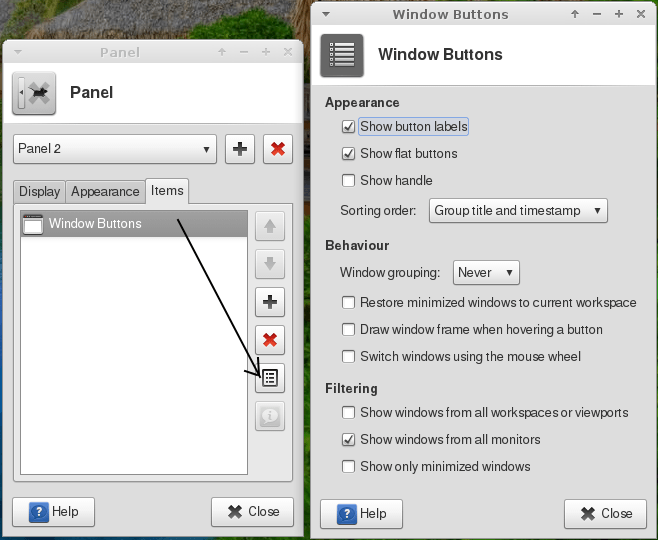 Panel
Panel
Panel 2
Display Appearance Items
Window Buttons
Help
Close
Window Buttons
Window Buttons
Appearance
Show button labels
Show flat buttons
Show handle
Sorting order: Group title and timestamp
Behaviour
Window grouping: Never
Restore minimized windows to current workspace
Draw window frame when hovering a button
Switch windows using the mouse wheel
Filtering
Show windows from all workspaces or viewports
Show windows from all monitors
Show only minimized windows
Help
Close